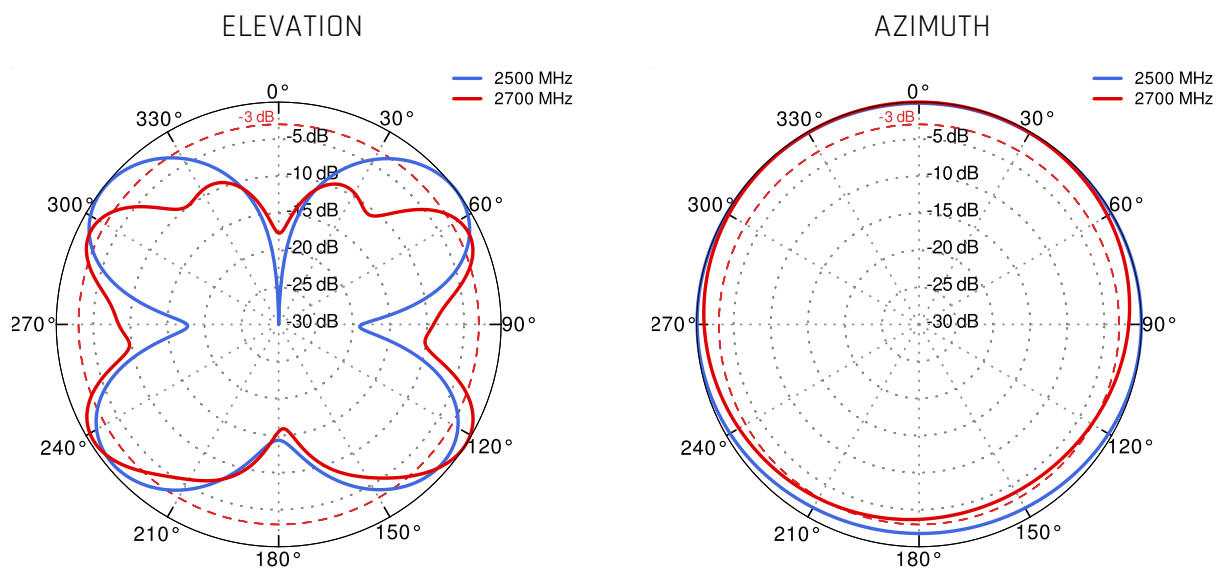 ELEVATION
2500 MHz
2700 MHz
0°
-3 dB
330°
30°
-5 dB
-10 dB
300°
-15 dB
60°
-20 dB
-25 dB
270°
-30 dB
90°
240°
120°
210°
150°
180°
AZIMUTH
2500 MHz
2700 MHz
0°
-3 dB
330°
30°
-5 dB
-10 dB
300°
-15 dB
60°
-20 dB
-25 dB
270°
-30 dB
90°
240°
120°
210°
150°
180°